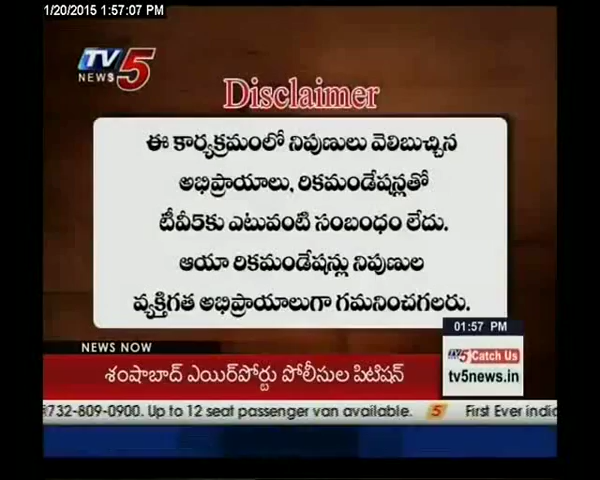 1/20/2015 1:57:07 PM
TV5
NEWS
Disclaimer
ఈ కార్యక్రమంలో నిపుణులు వెలిబుచ్చిన
అభిప్రాయాలు, రికమండేషన్లతో
టీవీ5కు ఎటువంటి సంబంధం లేదు.
ఆయా రికమండేషన్లు నిపుణుల
వ్యక్తిగత అభిప్రాయాలుగా గమనించగలరు.
01:57 PM
NEWS NOW
TV5 Catch Us
శంషాబాద్ ఎయిర్‌పోర్టు పోలీసుల పిటిషన్
tv5news.in
732-809-0900. Up to 12 seat passenger van available. 5 First Ever india